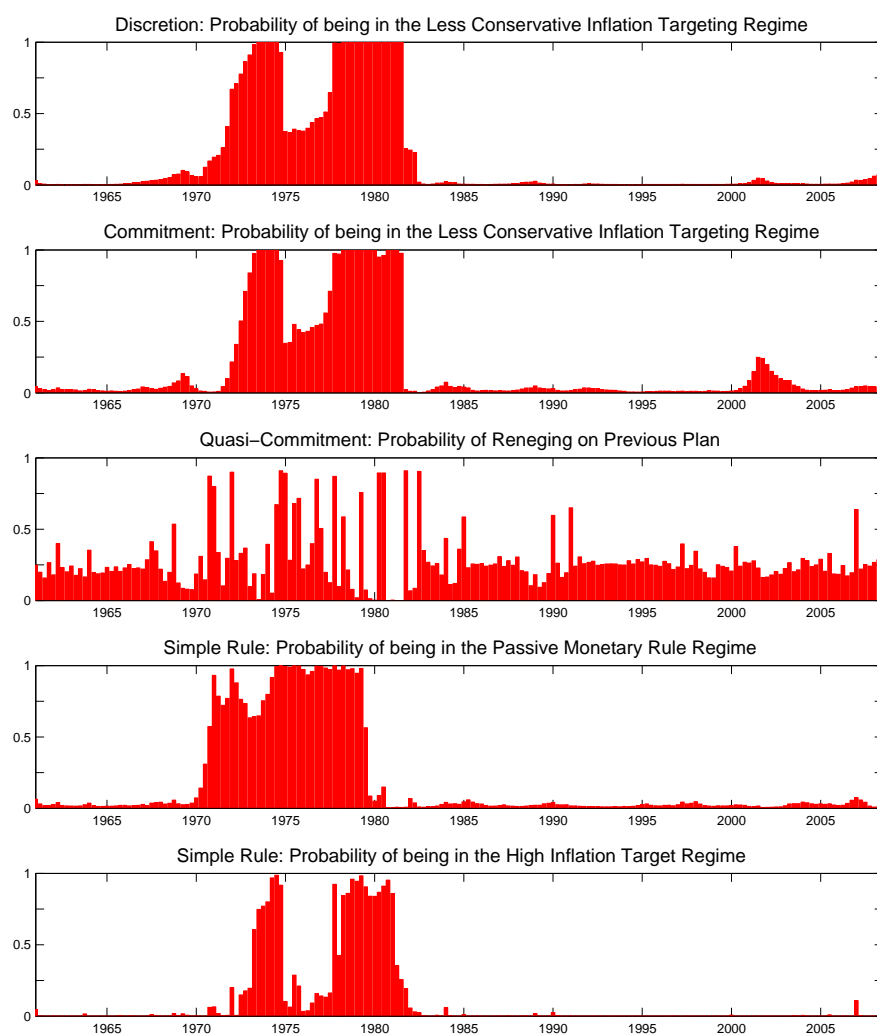 Discretion: Probability of being in the Less Conservative Inflation Targeting Regime
1
0.5
0
1965 1970 1975 1980 1985 1990 1995 2000 2005
Commitment: Probability of being in the Less Conservative Inflation Targeting Regime
1
0.5
0
1965 1970 1975 1980 1985 1990 1995 2000 2005
Quasi−Commitment: Probability of Reneging on Previous Plan
1
0.5
0
1965 1970 1975 1980 1985 1990 1995 2000 2005
Simple Rule: Probability of being in the Passive Monetary Rule Regime
1
0.5
0
1965 1970 1975 1980 1985 1990 1995 2000 2005
Simple Rule: Probability of being in the High Inflation Target Regime
1
0.5
0
1965 1970 1975 1980 1985 1990 1995 2000 2005